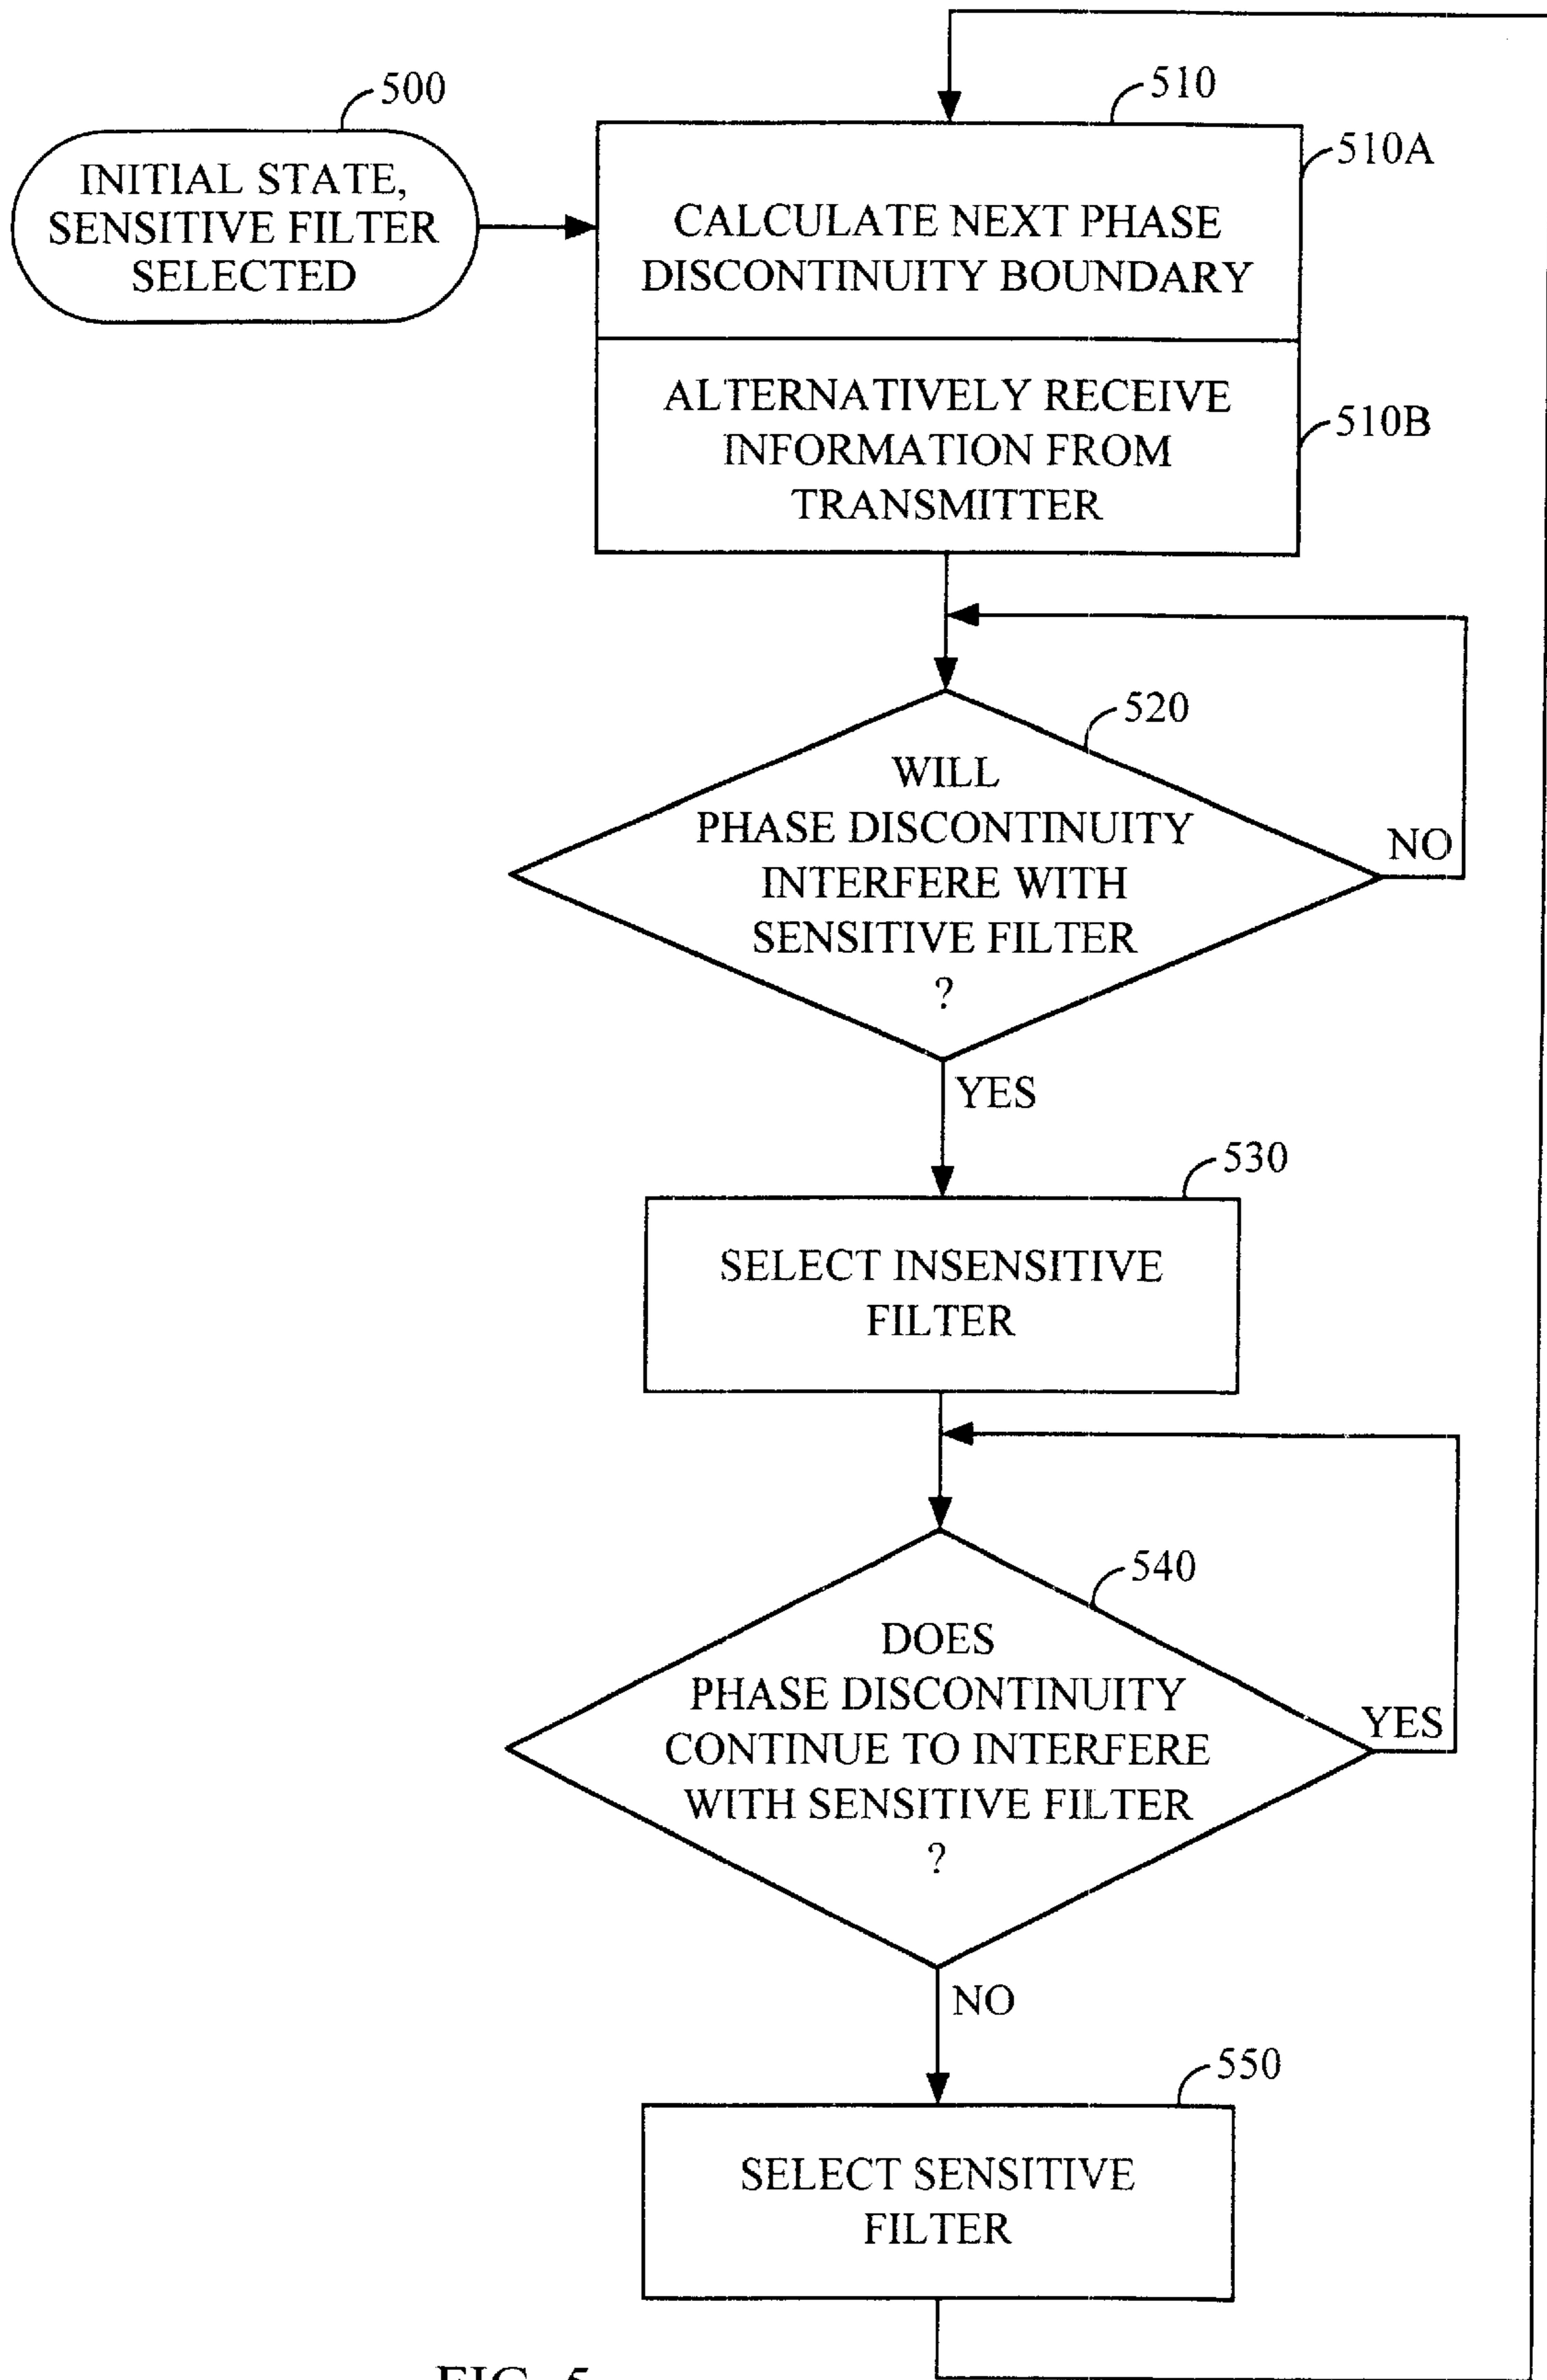 500
INITIAL STATE,
SENSITIVE FILTER
SELECTED
510
510A
CALCULATE NEXT PHASE
DISCONTINUITY BOUNDARY
ALTERNATIVELY RECEIVE
INFORMATION FROM
TRANSMITTER
510B
520
WILL
PHASE DISCONTINUITY
INTERFERE WITH
SENSITIVE FILTER
?
NO
YES
530
SELECT INSENSITIVE
FILTER
540
DOES
PHASE DISCONTINUITY
CONTINUE TO INTERFERE
WITH SENSITIVE FILTER
?
YES
NO
550
SELECT SENSITIVE
FILTER
FIG. 5